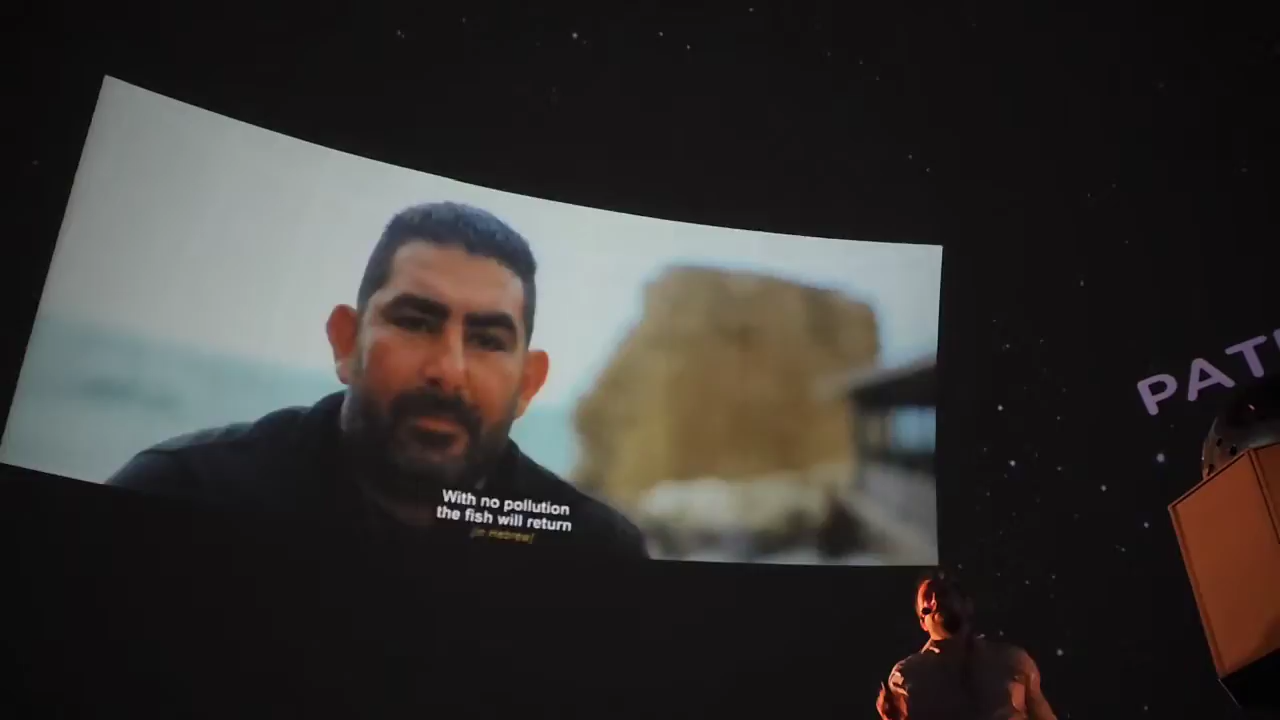 With no pollution
the fish will return
[in Hebrew]
PAT